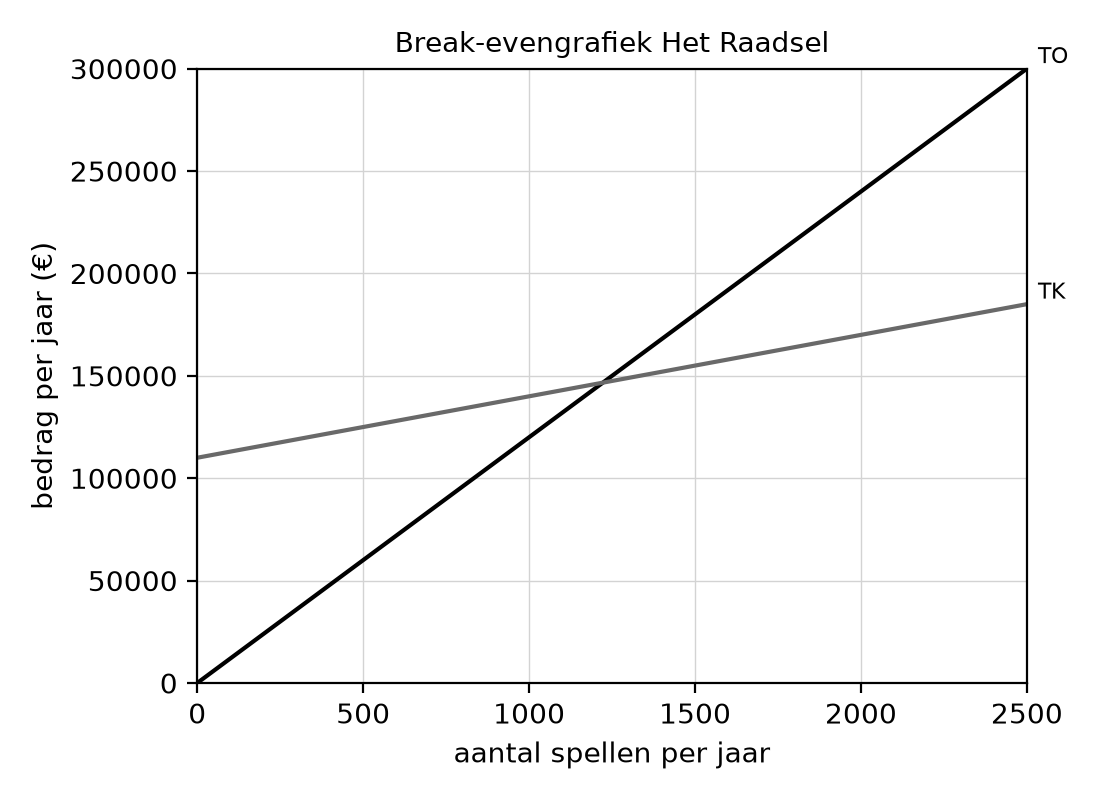 Break-evengrafiek Het Raadsel
TO
300000
250000
200000
TK
150000
100000
50000
0
bedrag per jaar (€)
0 500 1000 1500 2000 2500
aantal spellen per jaar